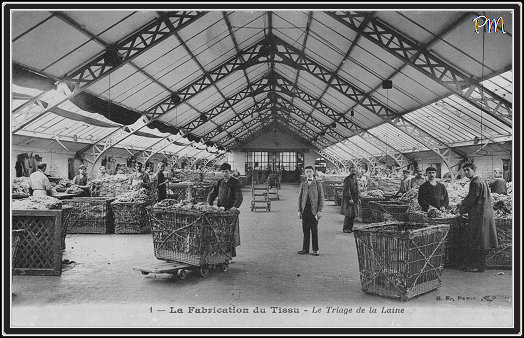 PM
1 — La Fabrication du Tissu - Le Triage de la Laine